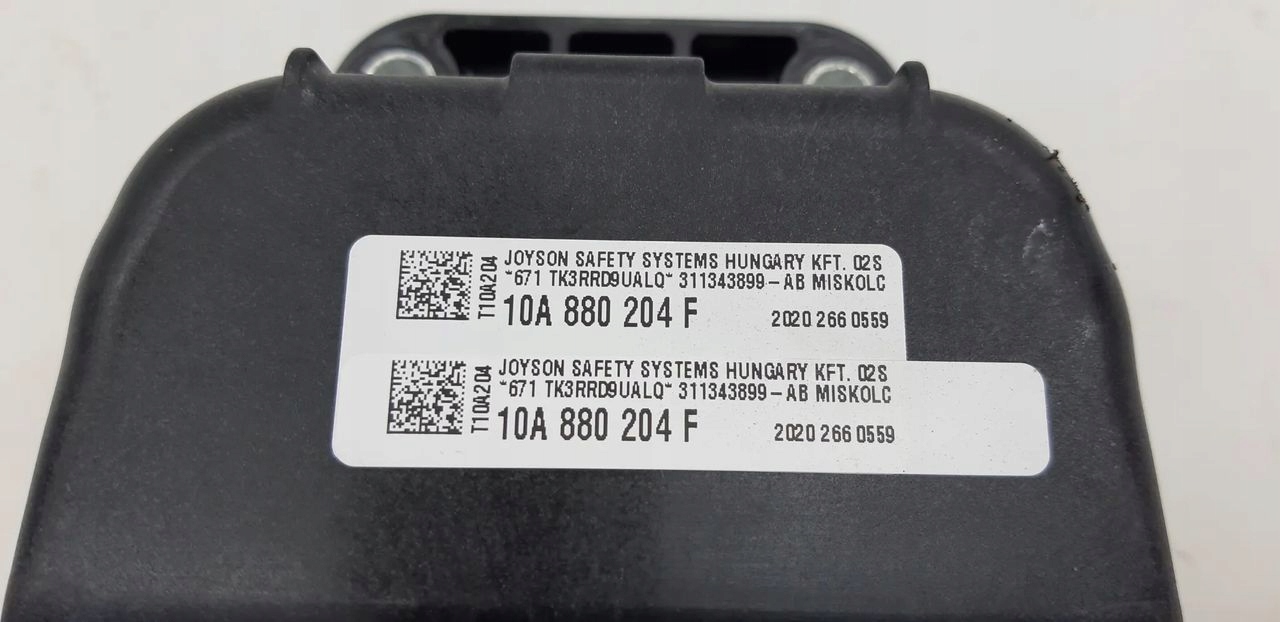 T10A204
JOYSON SAFETY SYSTEMS HUNGARY KFT. 02S
*671 TK3RRD9UALQ* 311343899-AB MISKOLC
10A 880 204 F 2020 266 0559
T10A204
JOYSON SAFETY SYSTEMS HUNGARY KFT. 02S
*671 TK3RRD9UALQ* 311343899-AB MISKOLC
10A 880 204 F 2020 266 0559